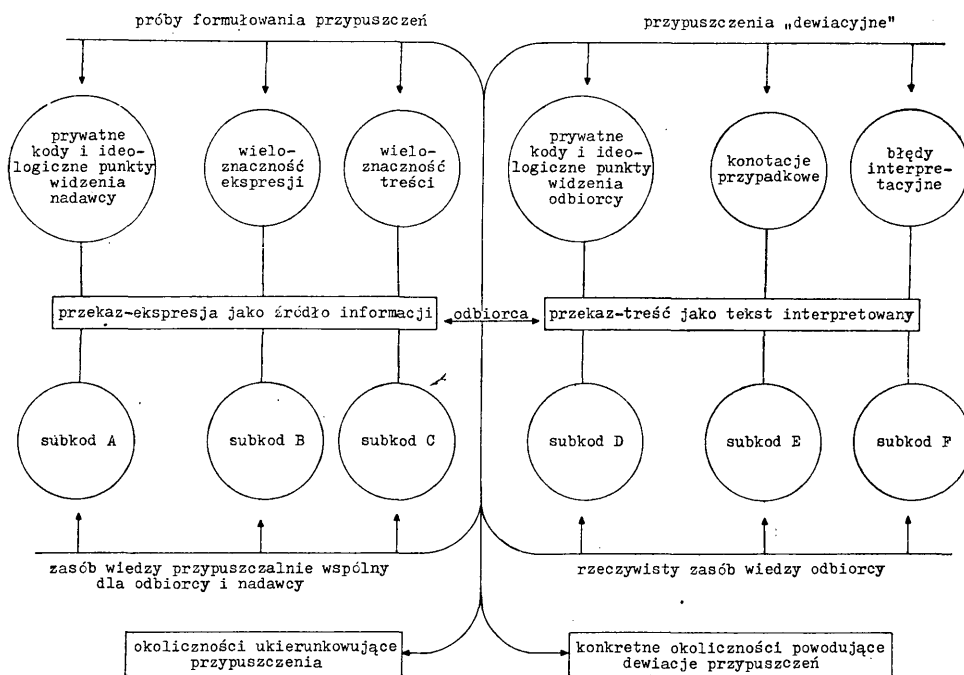 próby formułowania przypuszczeń
przypuszczenia „dewiacyjne"
prywatne
kody i ideo-
logiczne punkty
widzenia
nadawcy
wielo-
znaczność
ekspresji
wielo-
znaczność
treści
prywatne
kody i ideo-
logiczne punkty
widzenia
odbiorcy
konotacje
przypadkowe
błędy
interpre-
tacyjne
przekaz-ekspresja jako źródło informacji
odbiorca
przekaz-treść jako tekst interpretowany
subkod A
subkod B
subkod C
subkod D
subkod E
subkod F
zasób wiedzy przypuszczalnie wspólny
dla odbiorcy i nadawcy
rzeczywisty zasób wiedzy odbiorcy
okoliczności ukierunkowujące
przypuszczenia
konkretne okoliczności powodujące
dewiacje przypuszczeń